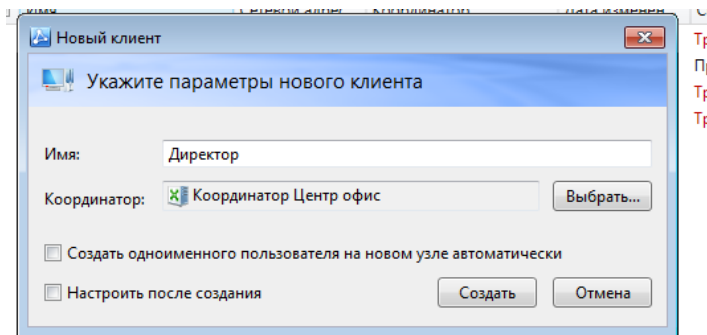 Новый клиент
Укажите параметры нового клиента
Имя: Директор
Координатор: Координатор Центр офис Выбрать...
Создать одноименного пользователя на новом узле автоматически
Настроить после создания Создать Отмена